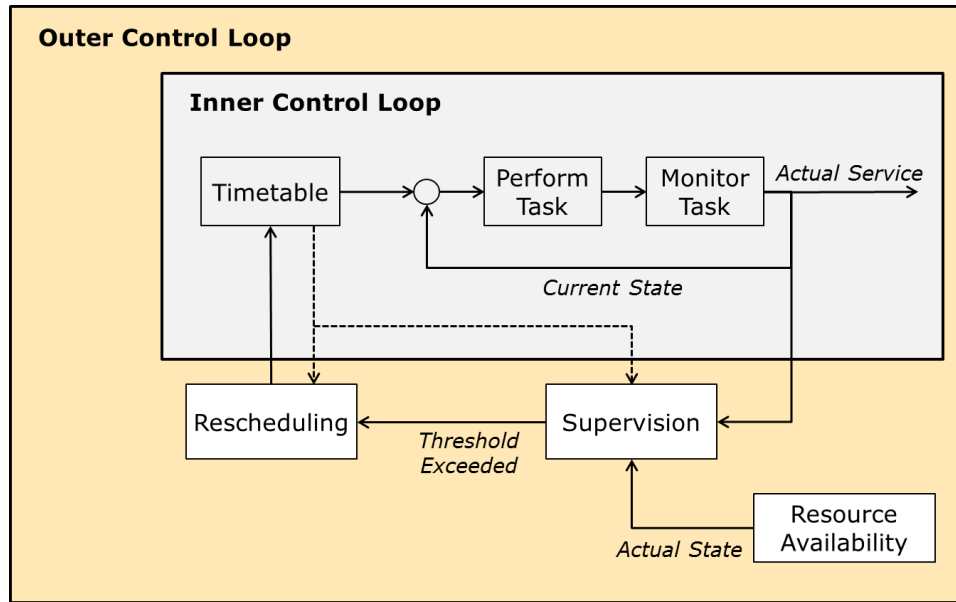 Outer Control Loop
Inner Control Loop
Timetable
Perform
Task
Monitor
Task
Actual Service
Current State
Rescheduling
Threshold
Exceeded
Supervision
Actual State
Resource
Availability